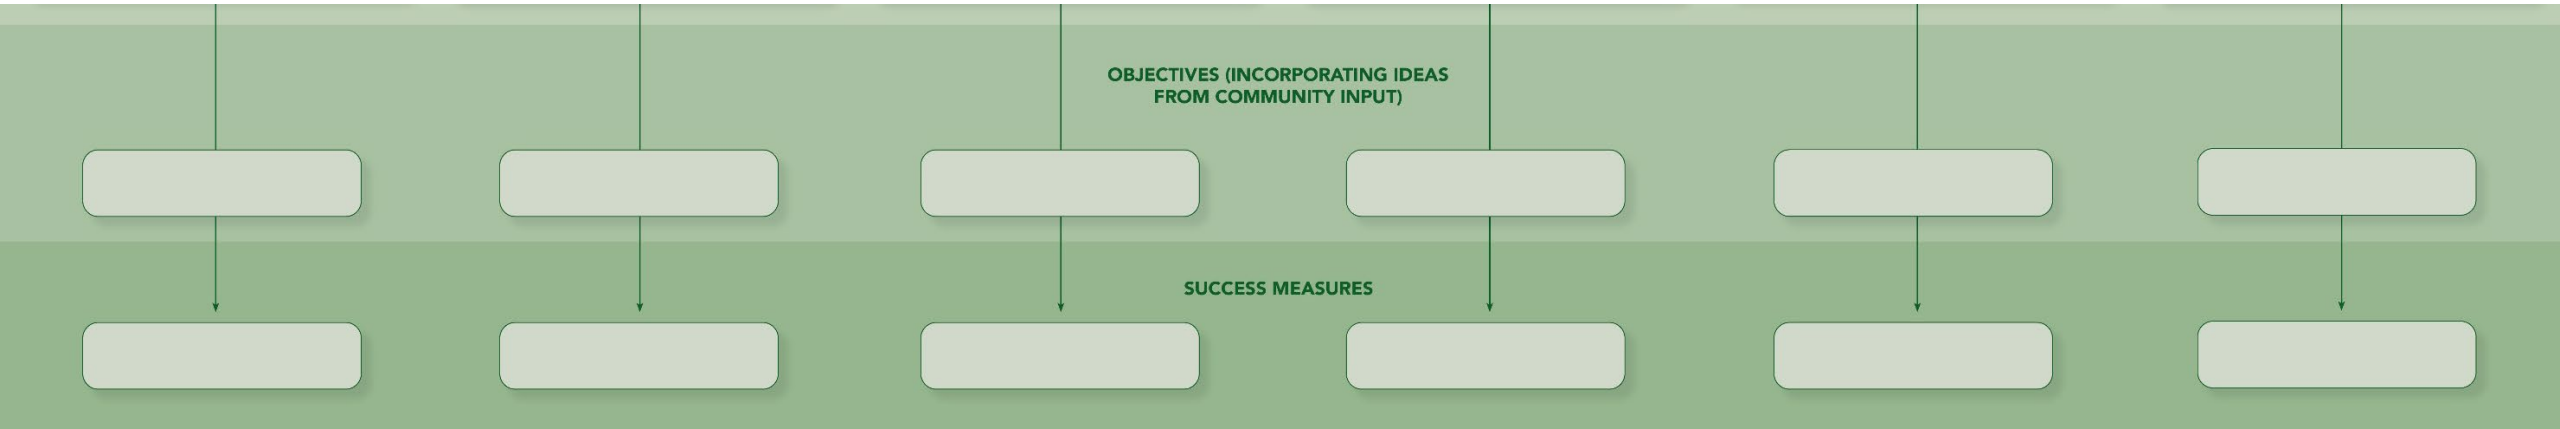 OBJECTIVES (INCORPORATING IDEAS
FROM COMMUNITY INPUT)
SUCCESS MEASURES